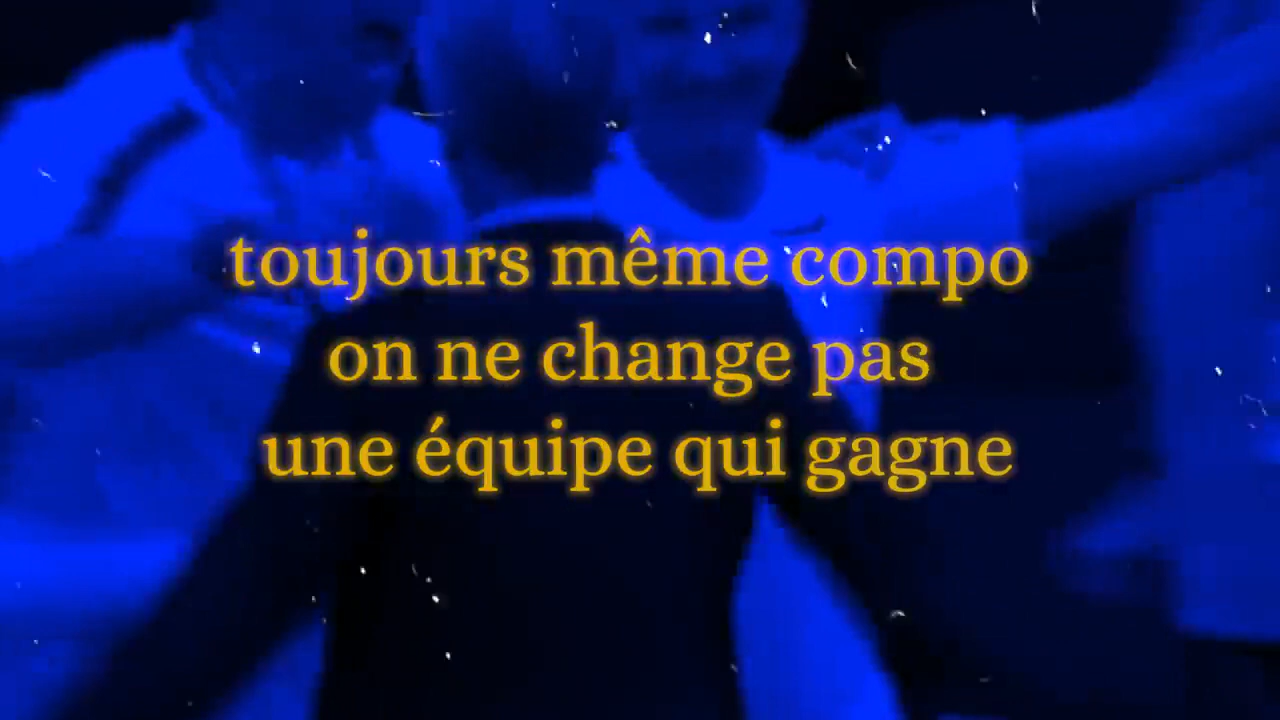 toujours même compo
on ne change pas
une équipe qui gagne